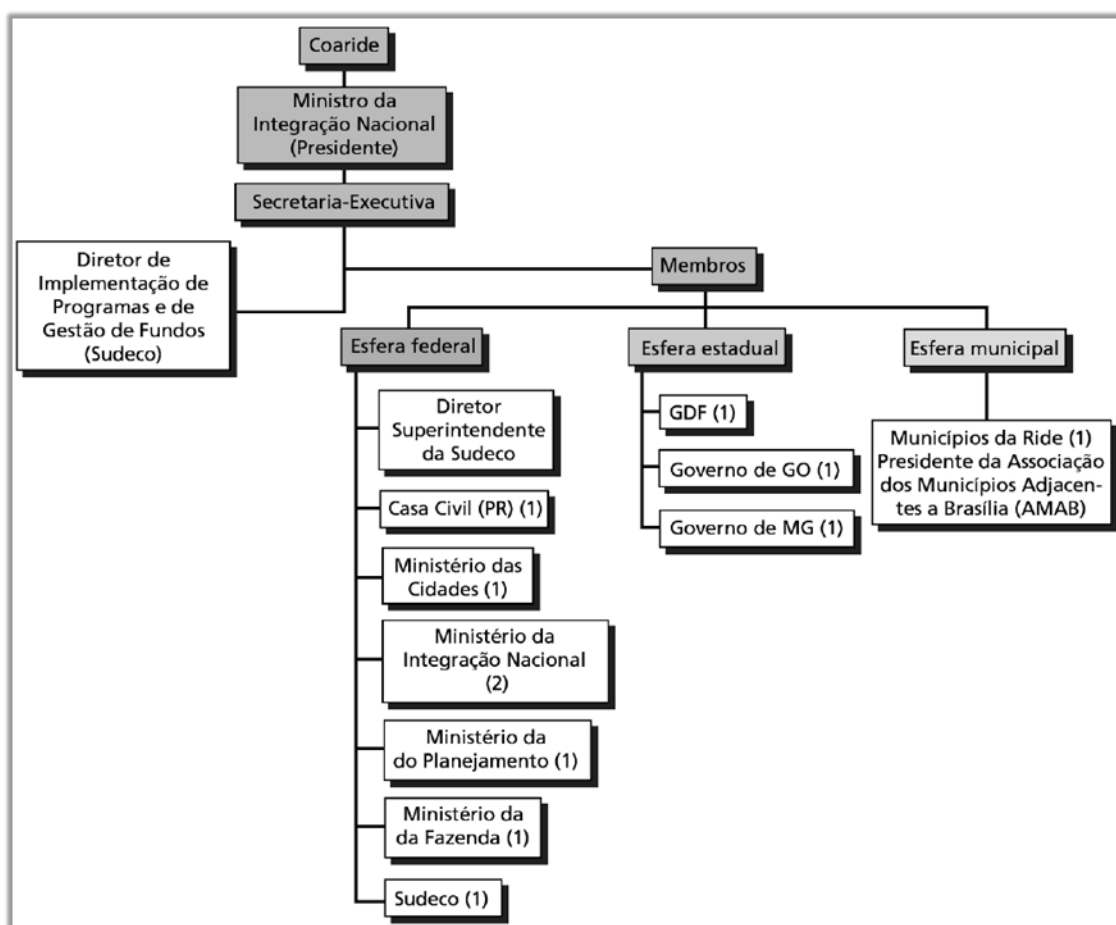 Coaride
Ministro da
Integração Nacional
(Presidente)
Secretaria-Executiva
Diretor de
Implementação de
Programas e de
Gestão de Fundos
(Sudeco)
Membros
Esfera federal
Diretor
Superintendente
da Sudeco
Casa Civil (PR) (1)
Ministério das
Cidades (1)
Ministério da
Integração Nacional
(2)
Ministério da
do Planejamento (1)
Ministério da
da Fazenda (1)
Sudeco (1)
Esfera estadual
GDF (1)
Governo de GO (1)
Governo de MG (1)
Esfera municipal
Municípios da Ride (1)
Presidente da Associação
dos Municípios Adjacen-
tes a Brasília (AMAB)